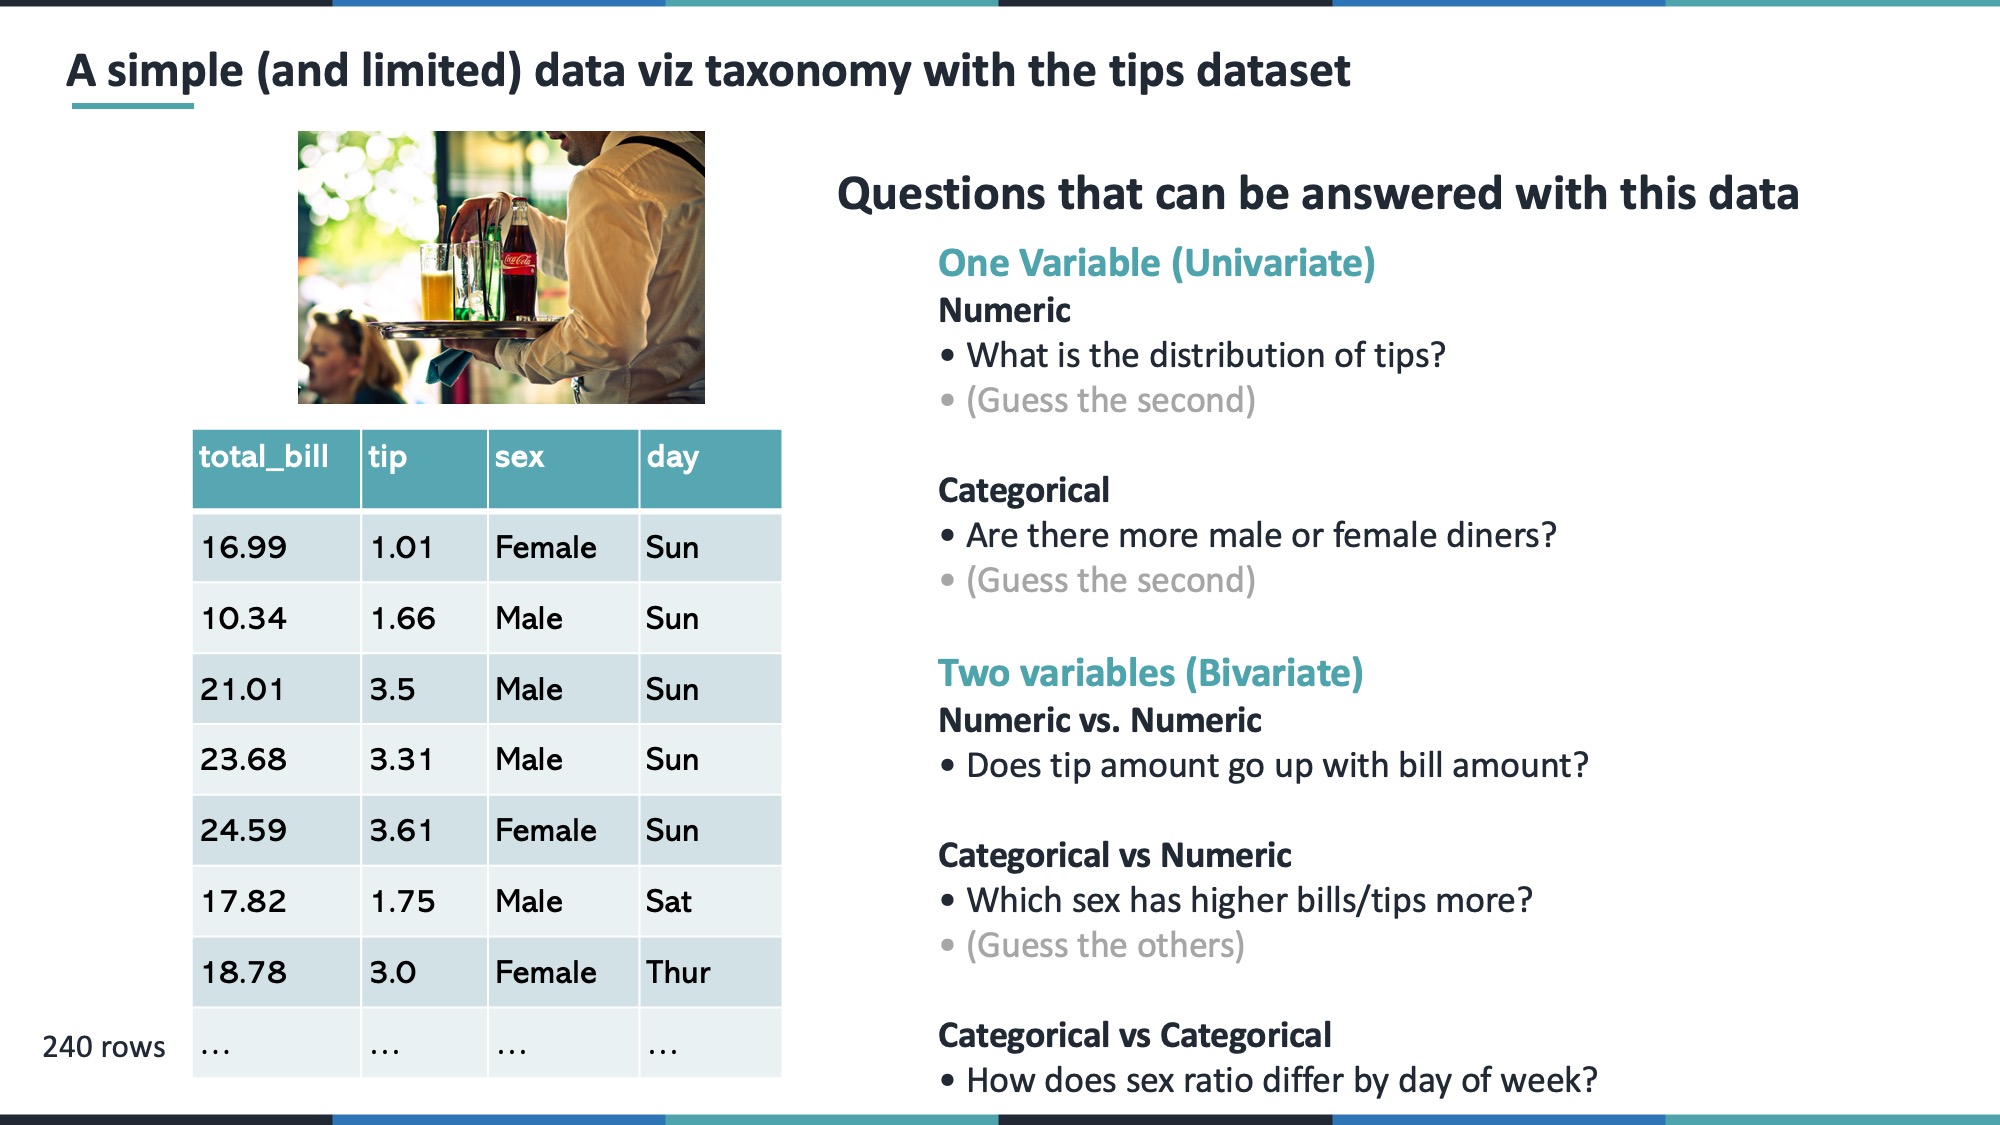 A simple (and limited) data viz taxonomy with the tips dataset
Coca-Cola
total_bill tip sex day
16.99 1.01 Female Sun
10.34 1.66 Male Sun
21.01 3.5 Male Sun
23.68 3.31 Male Sun
24.59 3.61 Female Sun
17.82 1.75 Male Sat
18.78 3.0 Female Thur
240 rows ... ... ... ...
Questions that can be answered with this data
One Variable (Univariate)
Numeric
• What is the distribution of tips?
• (Guess the second)
Categorical
• Are there more male or female diners?
• (Guess the second)
Two variables (Bivariate)
Numeric vs. Numeric
• Does tip amount go up with bill amount?
Categorical vs Numeric
• Which sex has higher bills/tips more?
• (Guess the others)
Categorical vs Categorical
• How does sex ratio differ by day of week?